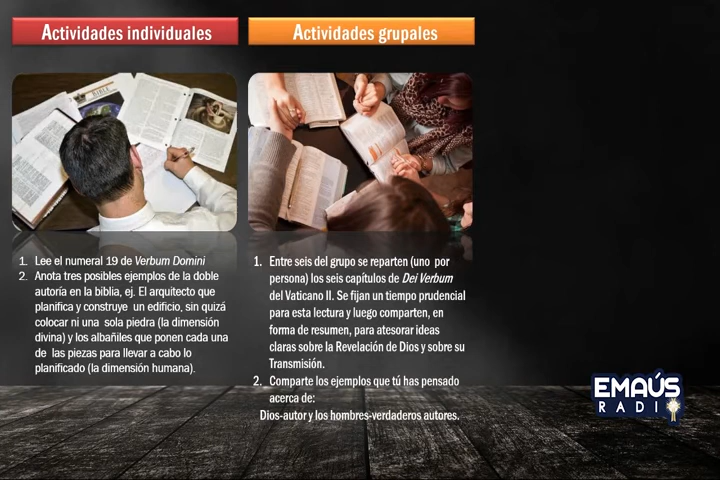 Actividades individuales
Actividades grupales
1. Lee el numeral 19 de Verbum Domini
2. Anota tres posibles ejemplos de la doble
autoría en la biblia, ej. El arquitecto que
planifica y construye un edificio, sin quizá
colocar ni una sola piedra (la dimensión
divina) y los albañiles que ponen cada una
de las piezas para llevar a cabo lo
planificado (la dimensión humana).
1. Entre seis del grupo se reparten (uno por
persona) los seis capítulos de Dei Verbum
del Vaticano II. Se fijan un tiempo prudencial
para esta lectura y luego comparten, en
forma de resumen, para atesorar ideas
claras sobre la Revelación de Dios y sobre su
Transmisión.
2. Comparte los ejemplos que tú has pensado
acerca de:
Dios-autor y los hombres-verdaderos autores.
EMAÚS
RADIO